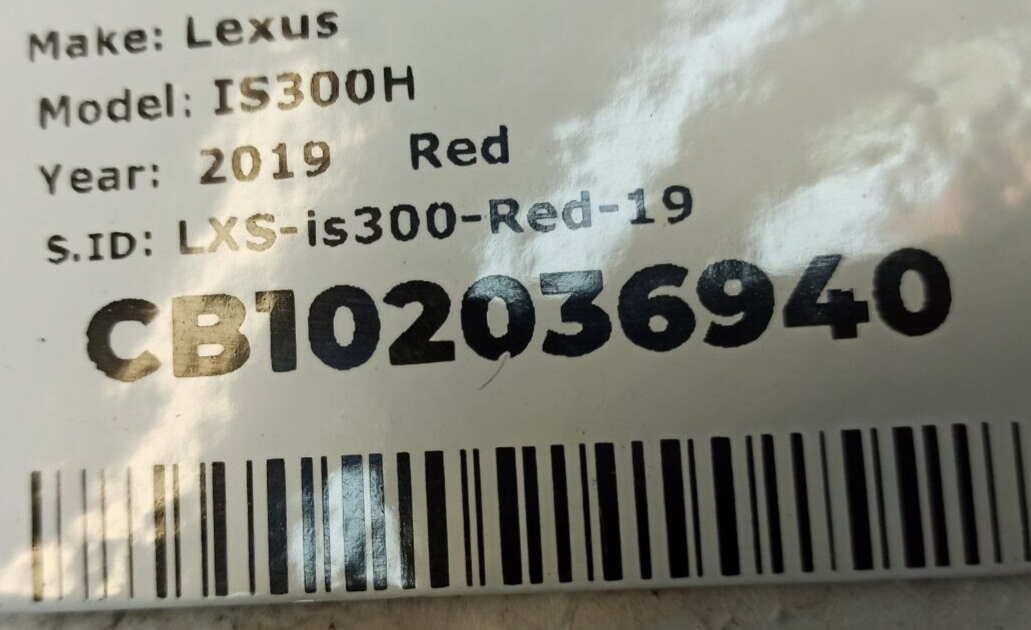 Make: Lexus
Model: IS300H
Year: 2019 Red
S.ID: LXS-is300-Red-19
CB102036940